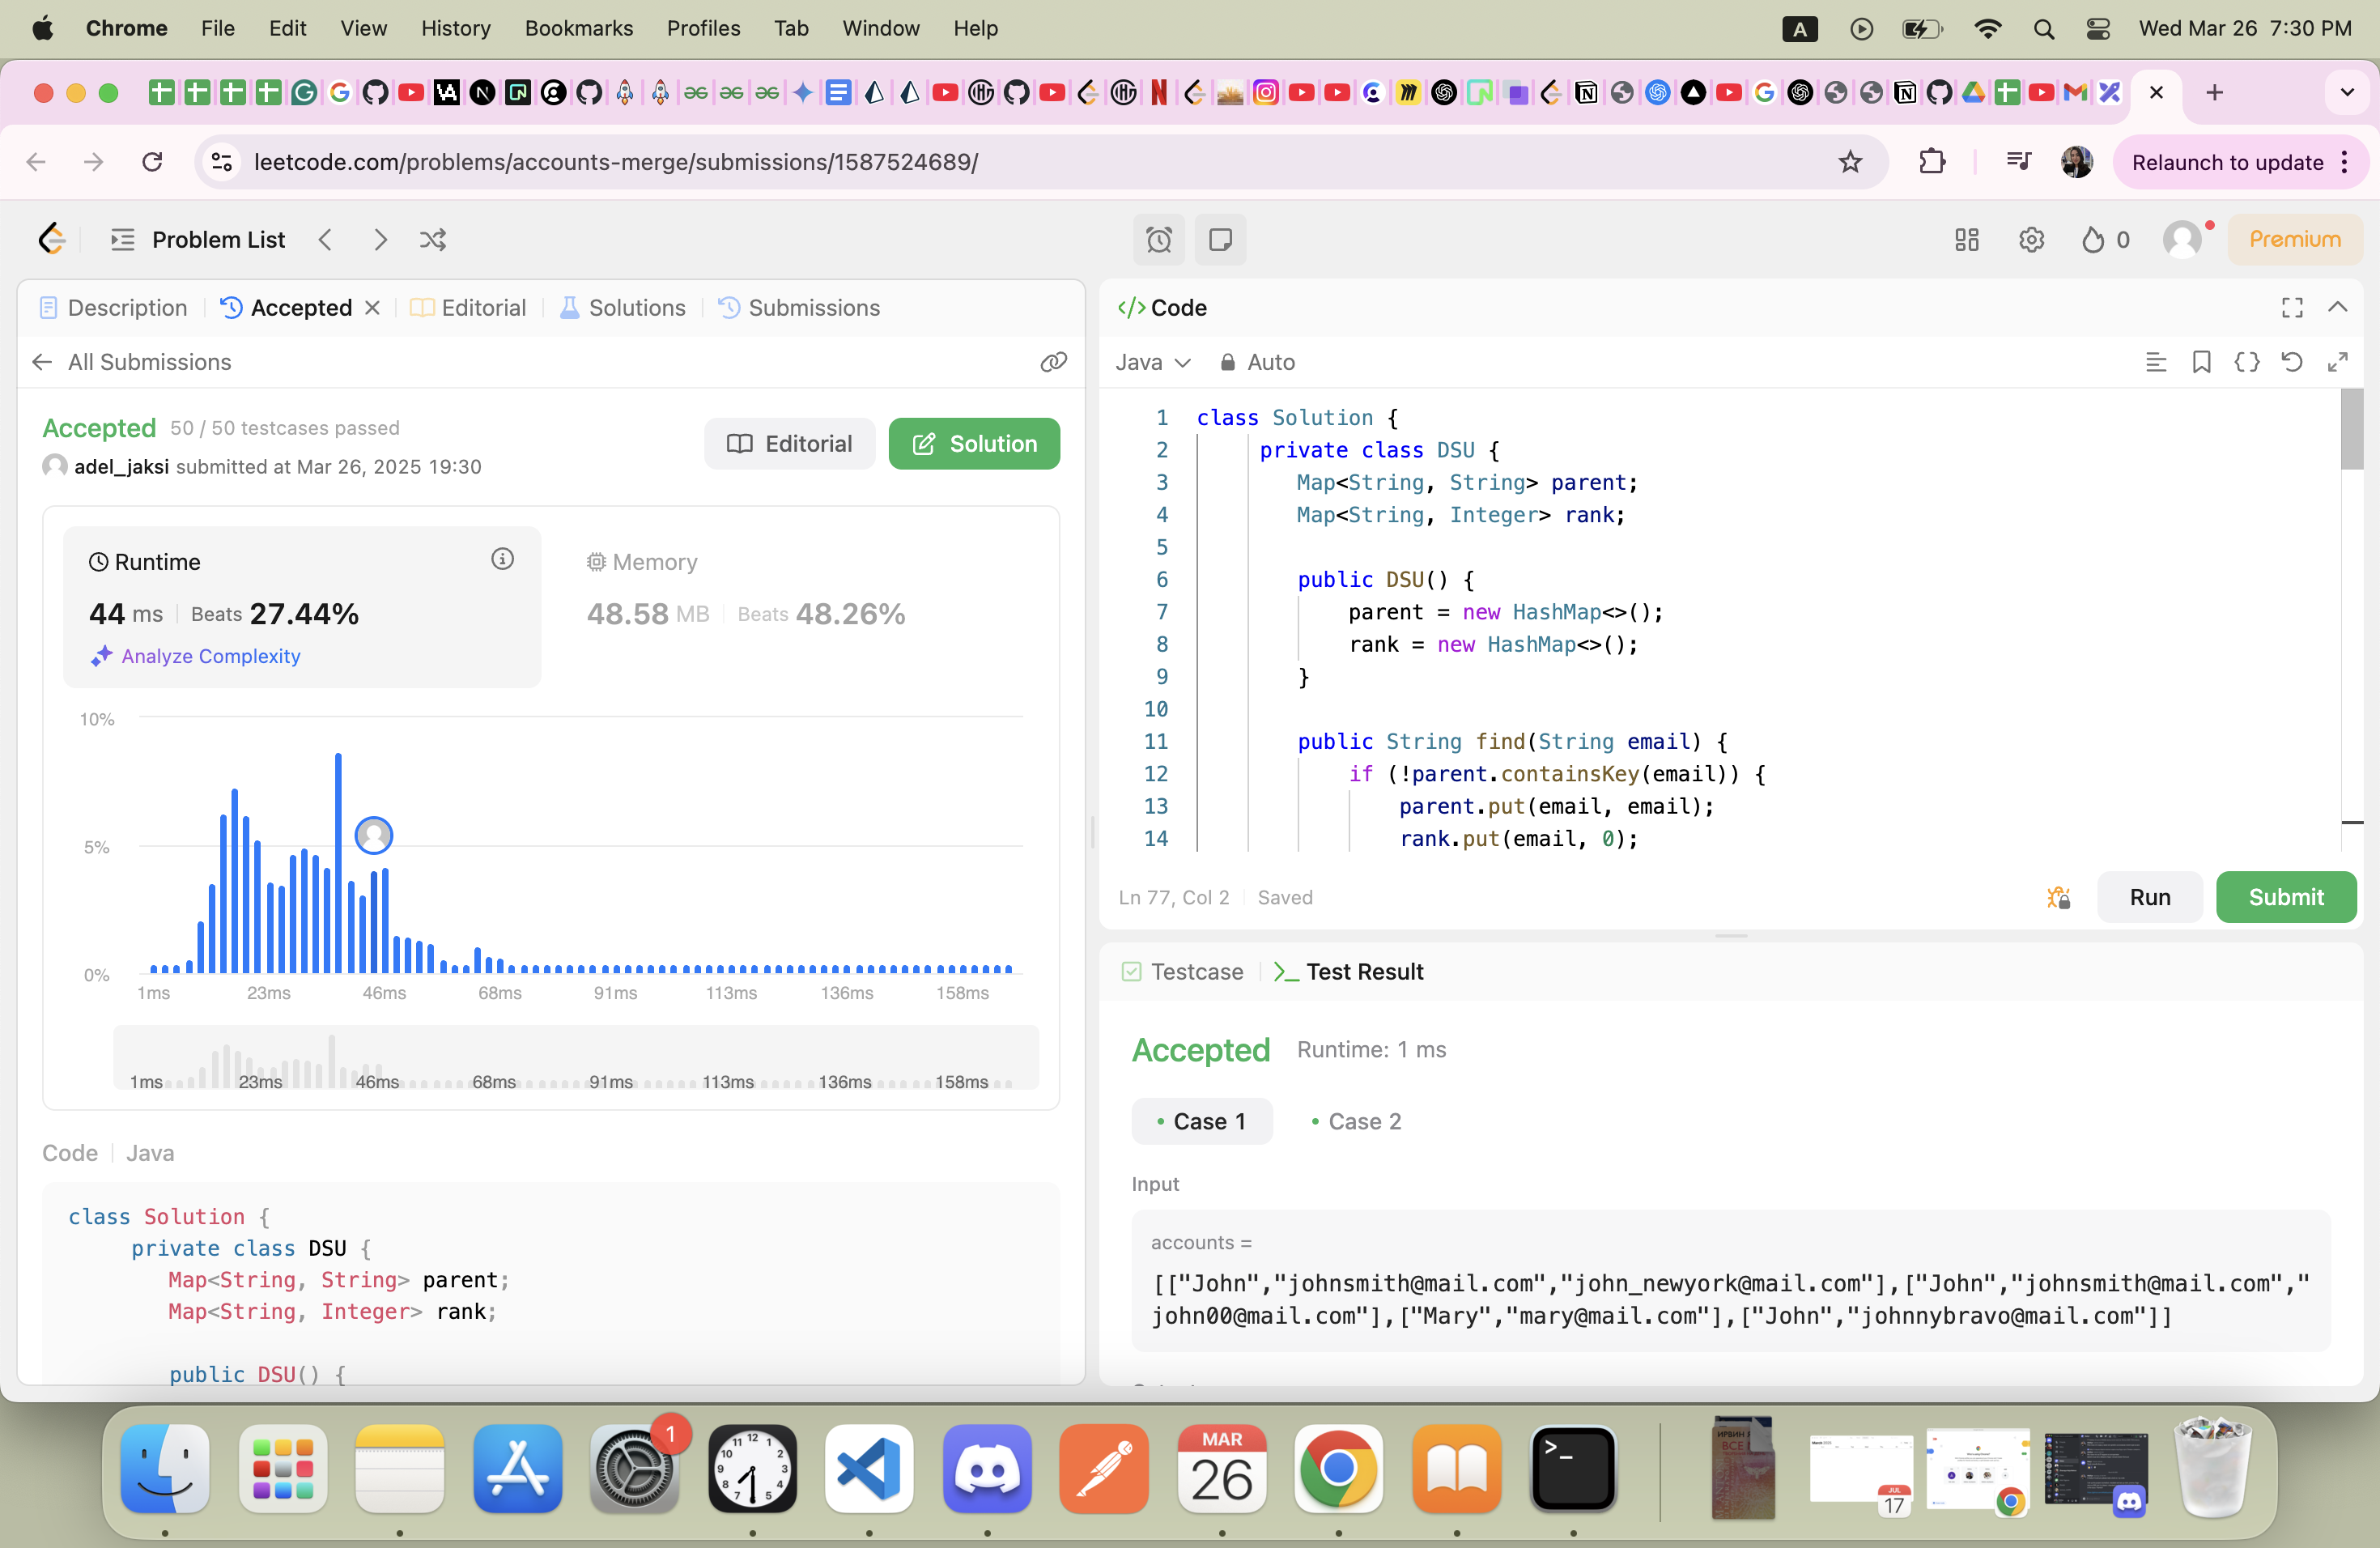 Chrome File Edit View History Bookmarks Profiles Tab Window Help
A
Wed Mar 26 7:30 PM
leetcode.com/problems/accounts-merge/submissions/1587524689/
Relaunch to update
Problem List
0
Premium
Description
Accepted
Editorial
Solutions
Submissions
All Submissions
Accepted 50 / 50 testcases passed
adel_jaksi submitted at Mar 26, 2025 19:30
Editorial
Solution
Runtime
44 ms | Beats 27.44%
Analyze Complexity
Memory
48.58 MB | Beats 48.26%
10%
5%
0%
1ms 23ms 46ms 68ms 91ms 113ms 136ms 158ms
1ms 23ms 46ms 68ms 91ms 113ms 136ms 158ms
Code | Java
class Solution {
private class DSU {
Map<String, String> parent;
Map<String, Integer> rank;
public DSU() {
</> Code
Java
Auto
1 class Solution {
2 private class DSU {
3 Map<String, String> parent;
4 Map<String, Integer> rank;
5
6 public DSU() {
7 parent = new HashMap<>();
8 rank = new HashMap<>();
9 }
10
11 public String find(String email) {
12 if (!parent.containsKey(email)) {
13 parent.put(email, email);
14 rank.put(email, 0);
Ln 77, Col 2 | Saved
Run
Submit
Testcase
>_ Test Result
Accepted Runtime: 1 ms
Case 1
Case 2
Input
accounts =
[["John","johnsmith@mail.com","john_newyork@mail.com"],["John","johnsmith@mail.com","
john00@mail.com"],["Mary","mary@mail.com"],["John","johnnybravo@mail.com"]]
1
MAR
26
JUL
17